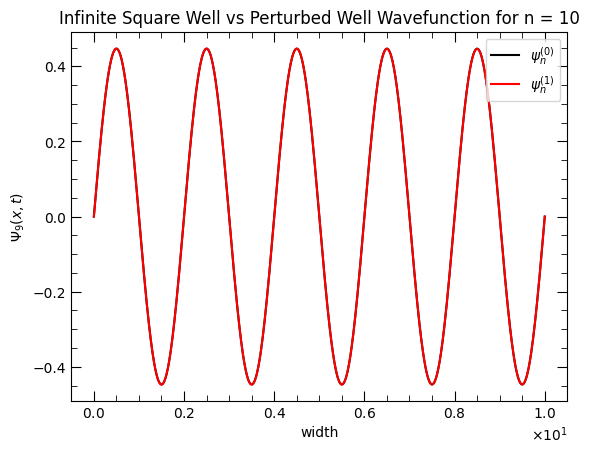 Infinite Square Well vs Perturbed Well Wavefunction for n = 10
ψₙ⁽⁰⁾
ψₙ⁽¹⁾
0.4
0.2
0.0
−0.2
−0.4
Ψ₉(x, t)
0.0 0.2 0.4 0.6 0.8 1.0
×10¹
width